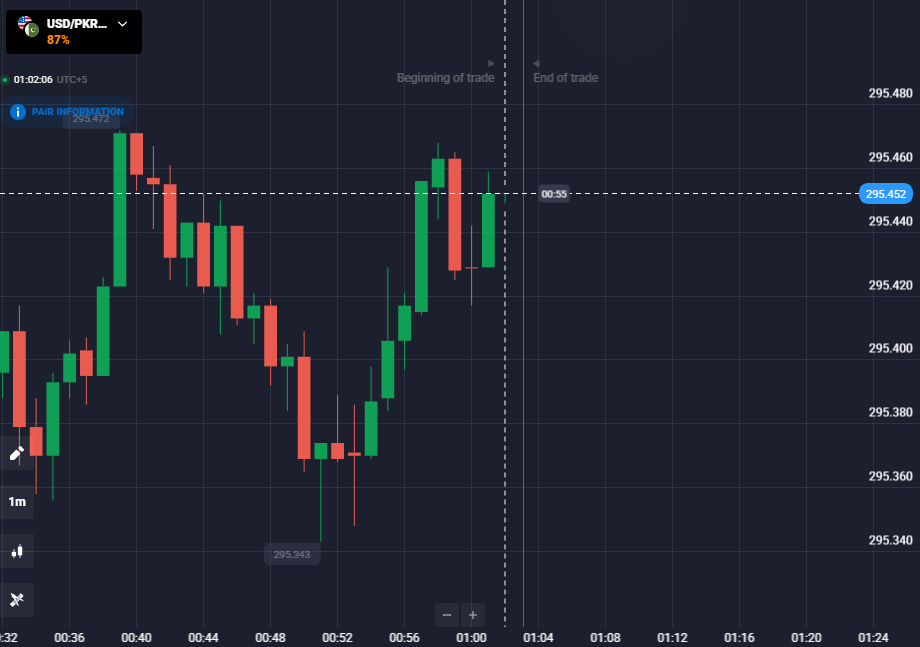 USD/PKR...
87%
01:02:06 UTC+5
Beginning of trade
End of trade
PAIR INFORMATION
295.472
295.480
295.460
00:55
295.452
295.440
295.420
295.400
295.380
295.360
1m
295.343
295.340
:32 00:36 00:40 00:44 00:48 00:52 00:56 01:00 01:04 01:08 01:12 01:16 01:20 01:24